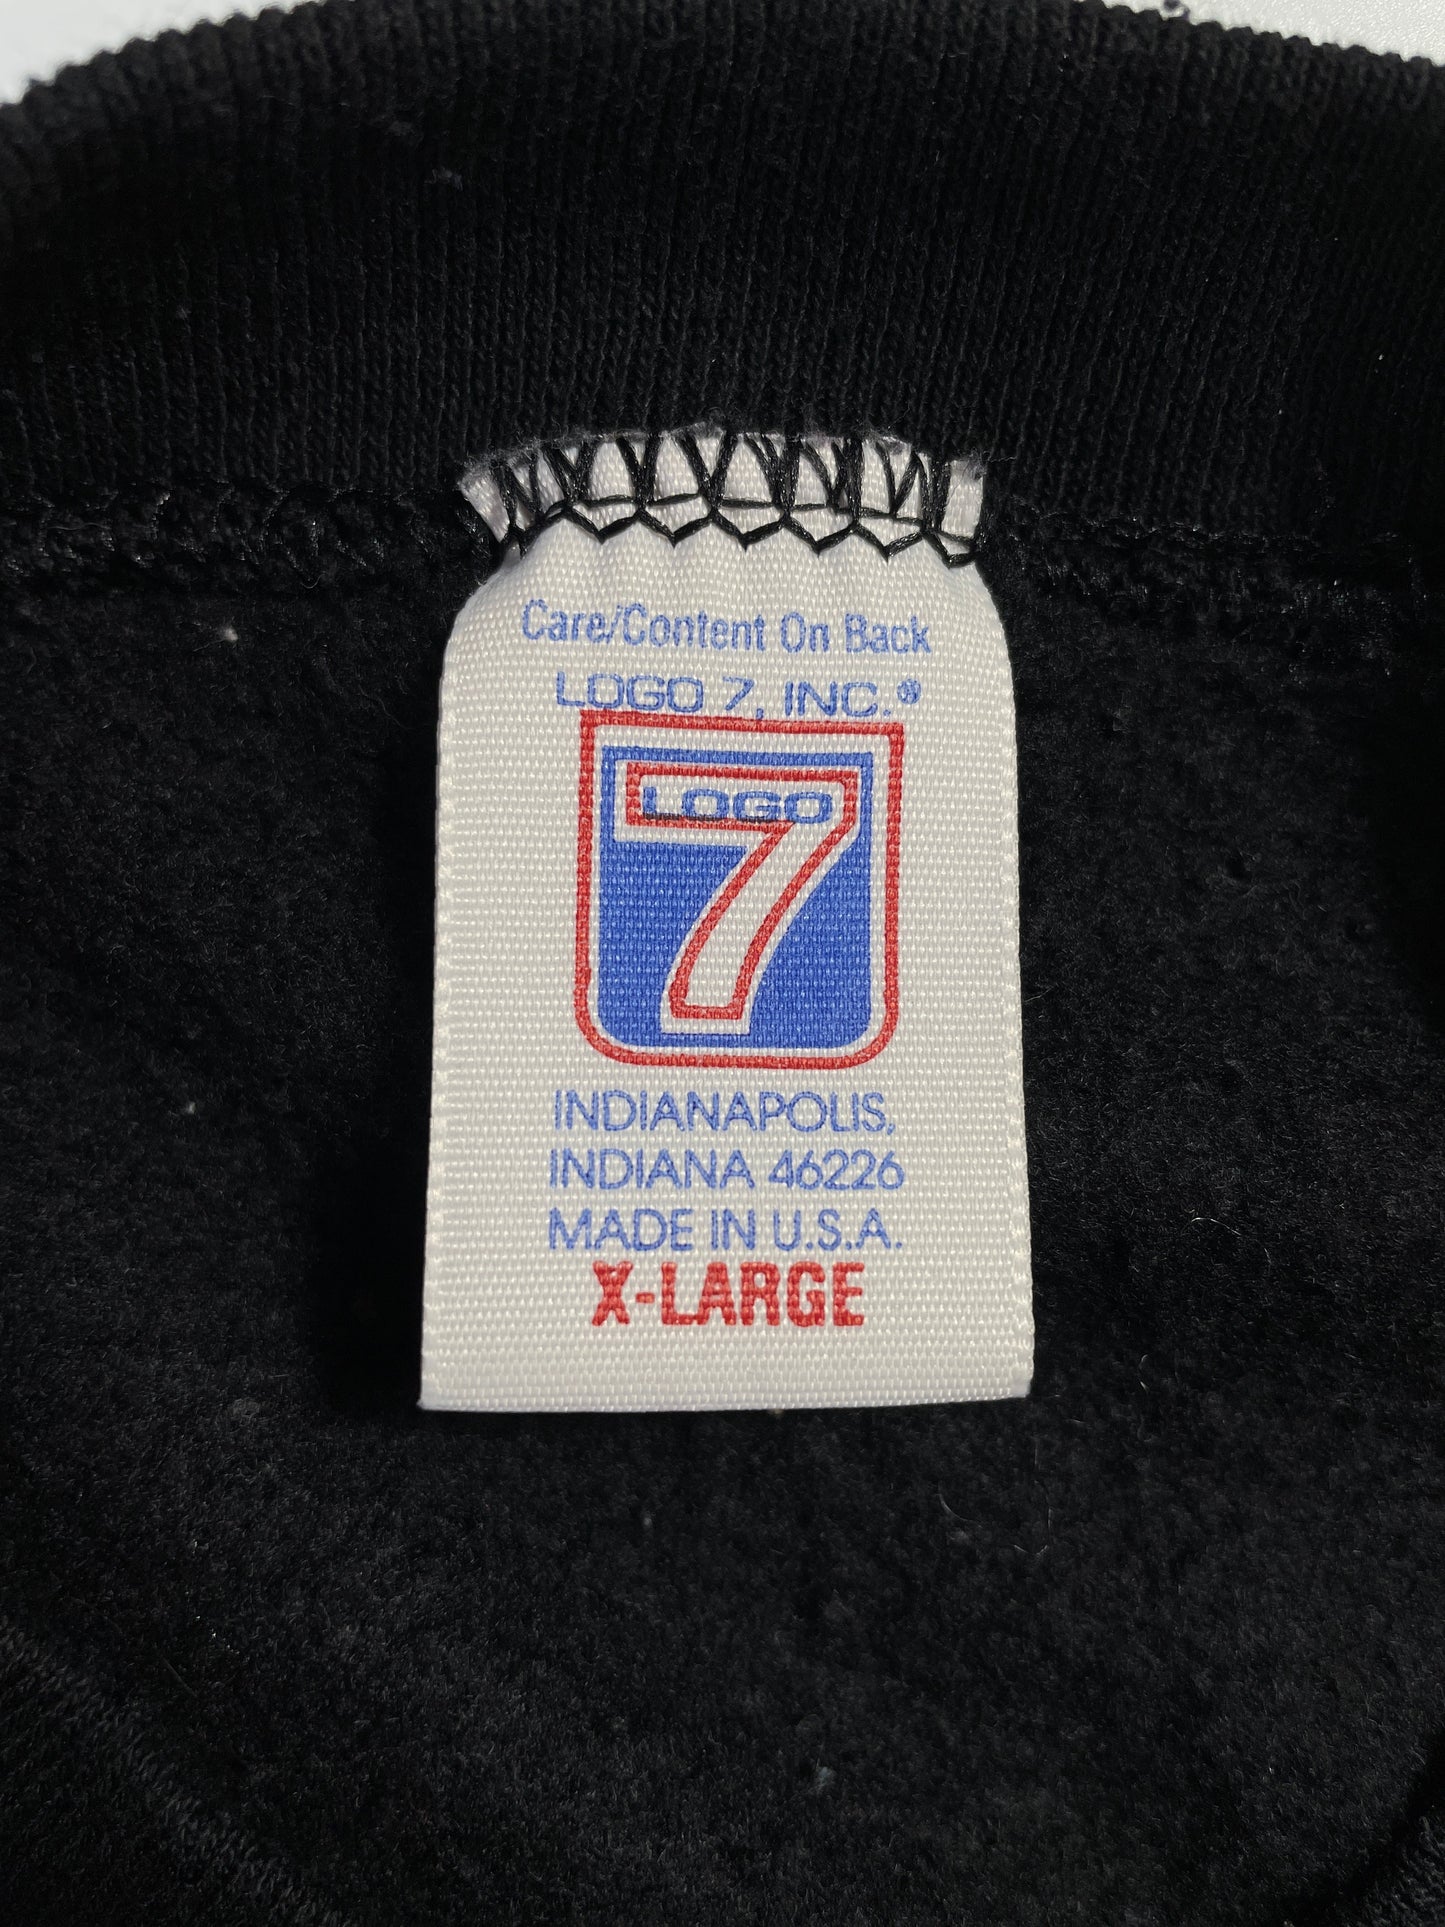 Care/Content On Back
LOGO 7, INC.®
LOGO
7
INDIANAPOLIS,
INDIANA 46226
MADE IN U.S.A.
X-LARGE